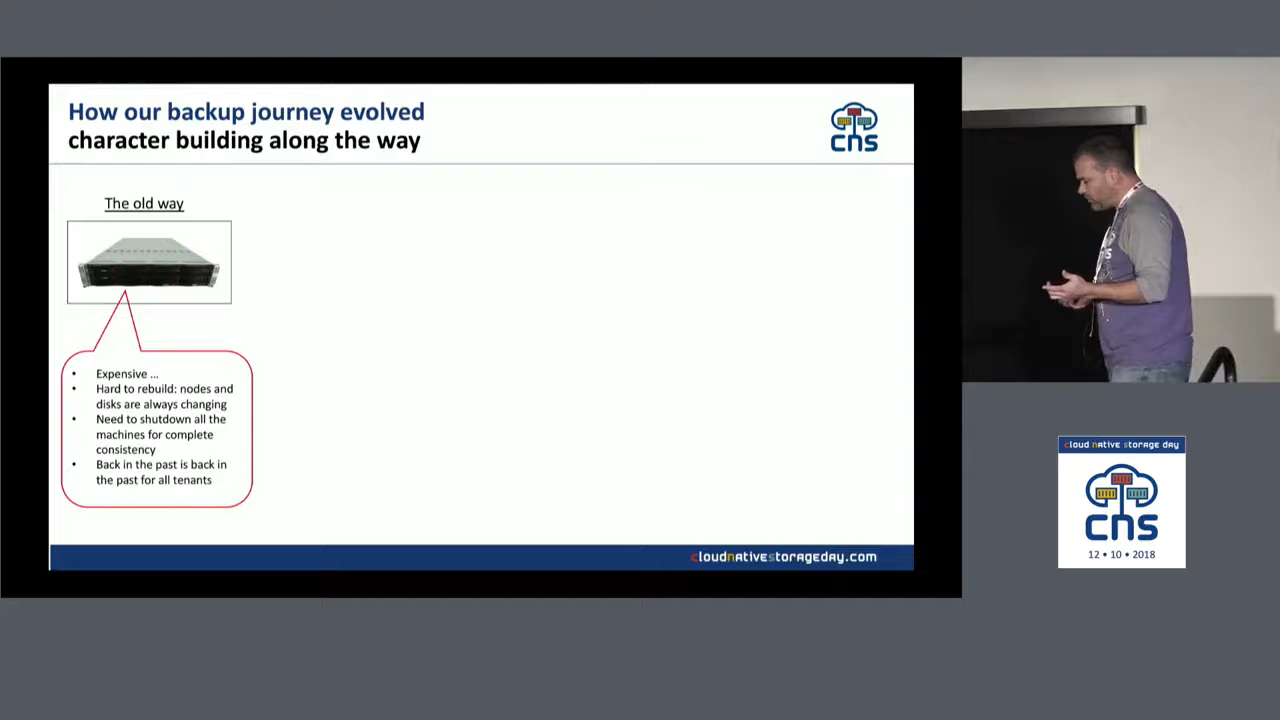 How our backup journey evolved
character building along the way
cns
The old way
• Expensive ...
• Hard to rebuild: nodes and
disks are always changing
• Need to shutdown all the
machines for complete
consistency
• Back in the past is back in
the past for all tenants
cloudnativestorageday.com
cloud native storage day
cns
12 • 10 • 2018